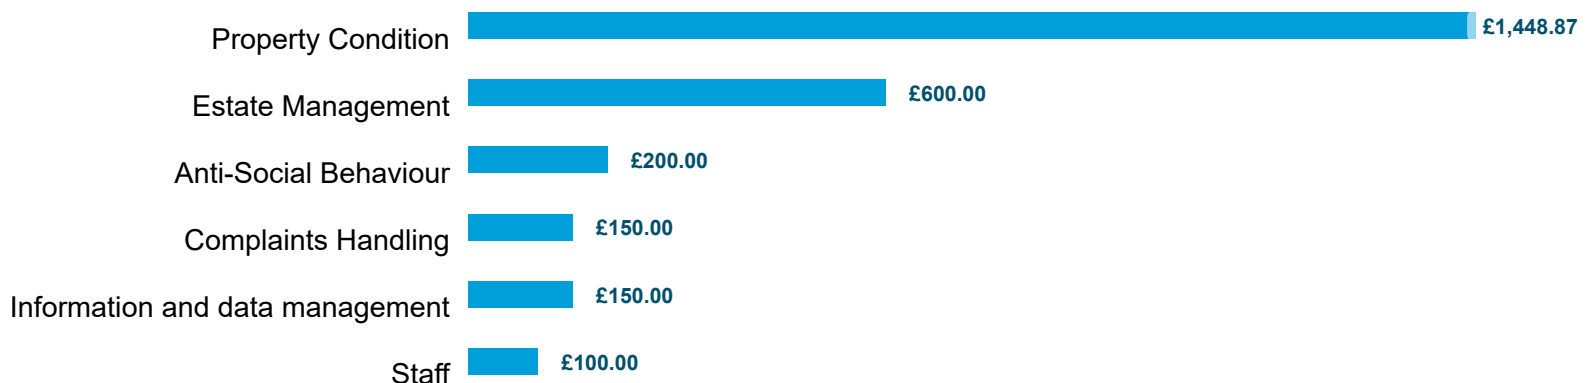 Property Condition £1,448.87
Estate Management £600.00
Anti-Social Behaviour £200.00
Complaints Handling £150.00
Information and data management £150.00
Staff £100.00